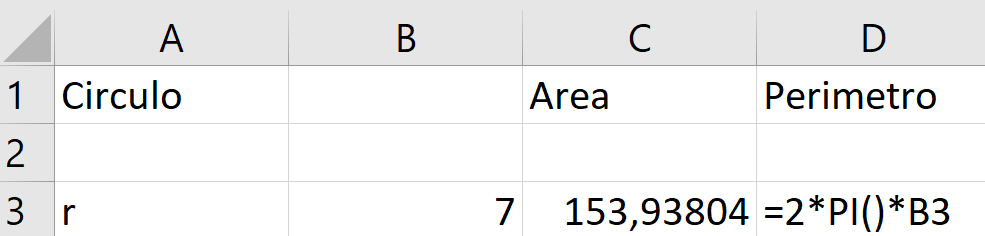 A B C D
1 Circulo Area Perimetro
2
3 r 7 153,93804 =2*PI()*B3